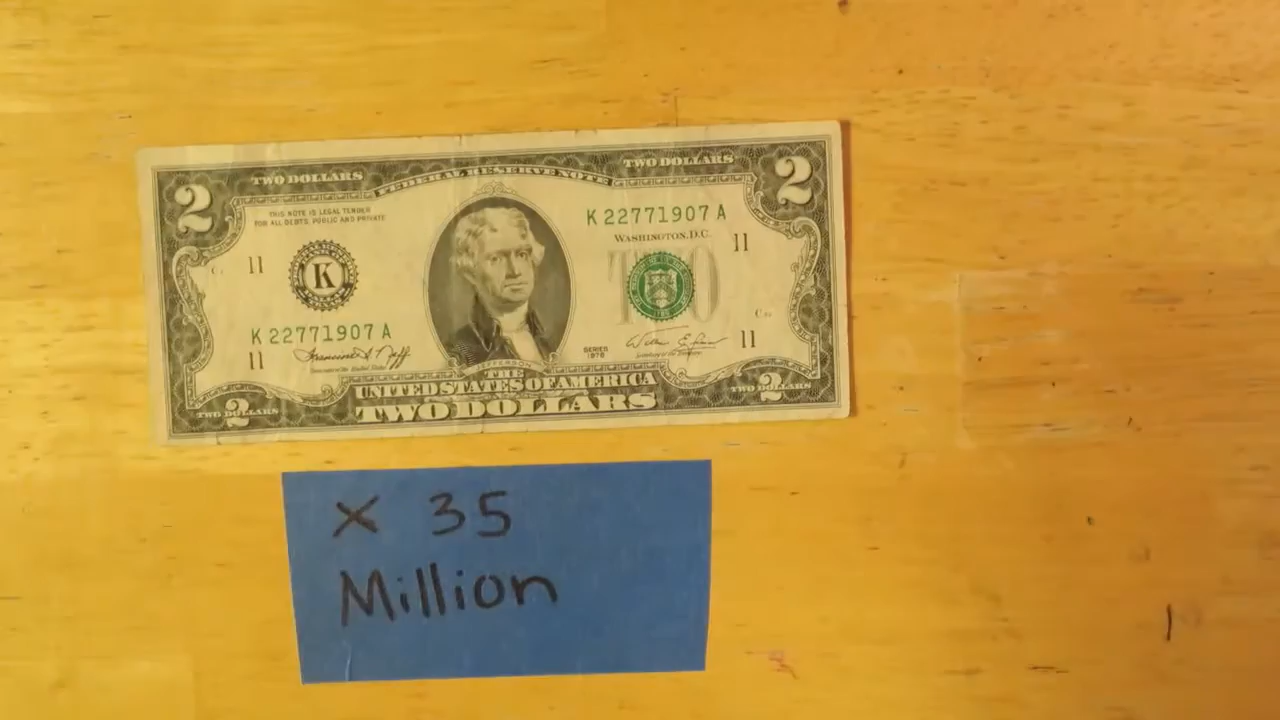 2 TWO DOLLARS FEDERAL RESERVE NOTE TWO DOLLARS 2
THIS NOTE IS LEGAL TENDER
FOR ALL DEBTS, PUBLIC AND PRIVATE
K 22771907 A
WASHINGTON, D.C.
11 K TWO 11
K 22771907 A
11 SERIES 11
JEFFERSON
THE
UNITED STATES OF AMERICA
TWO DOLLARS 2 TWO DOLLARS TWO DOLLARS 2
X 35
Million